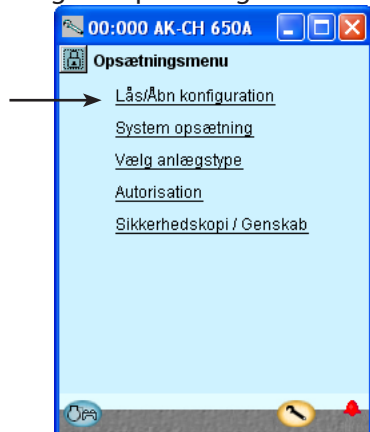 00:000 AK-CH 650A
Opsætningsmenu
Lås/Åbn konfiguration
System opsætning
Vælg anlægstype
Autorisation
Sikkerhedskopi / Genskab